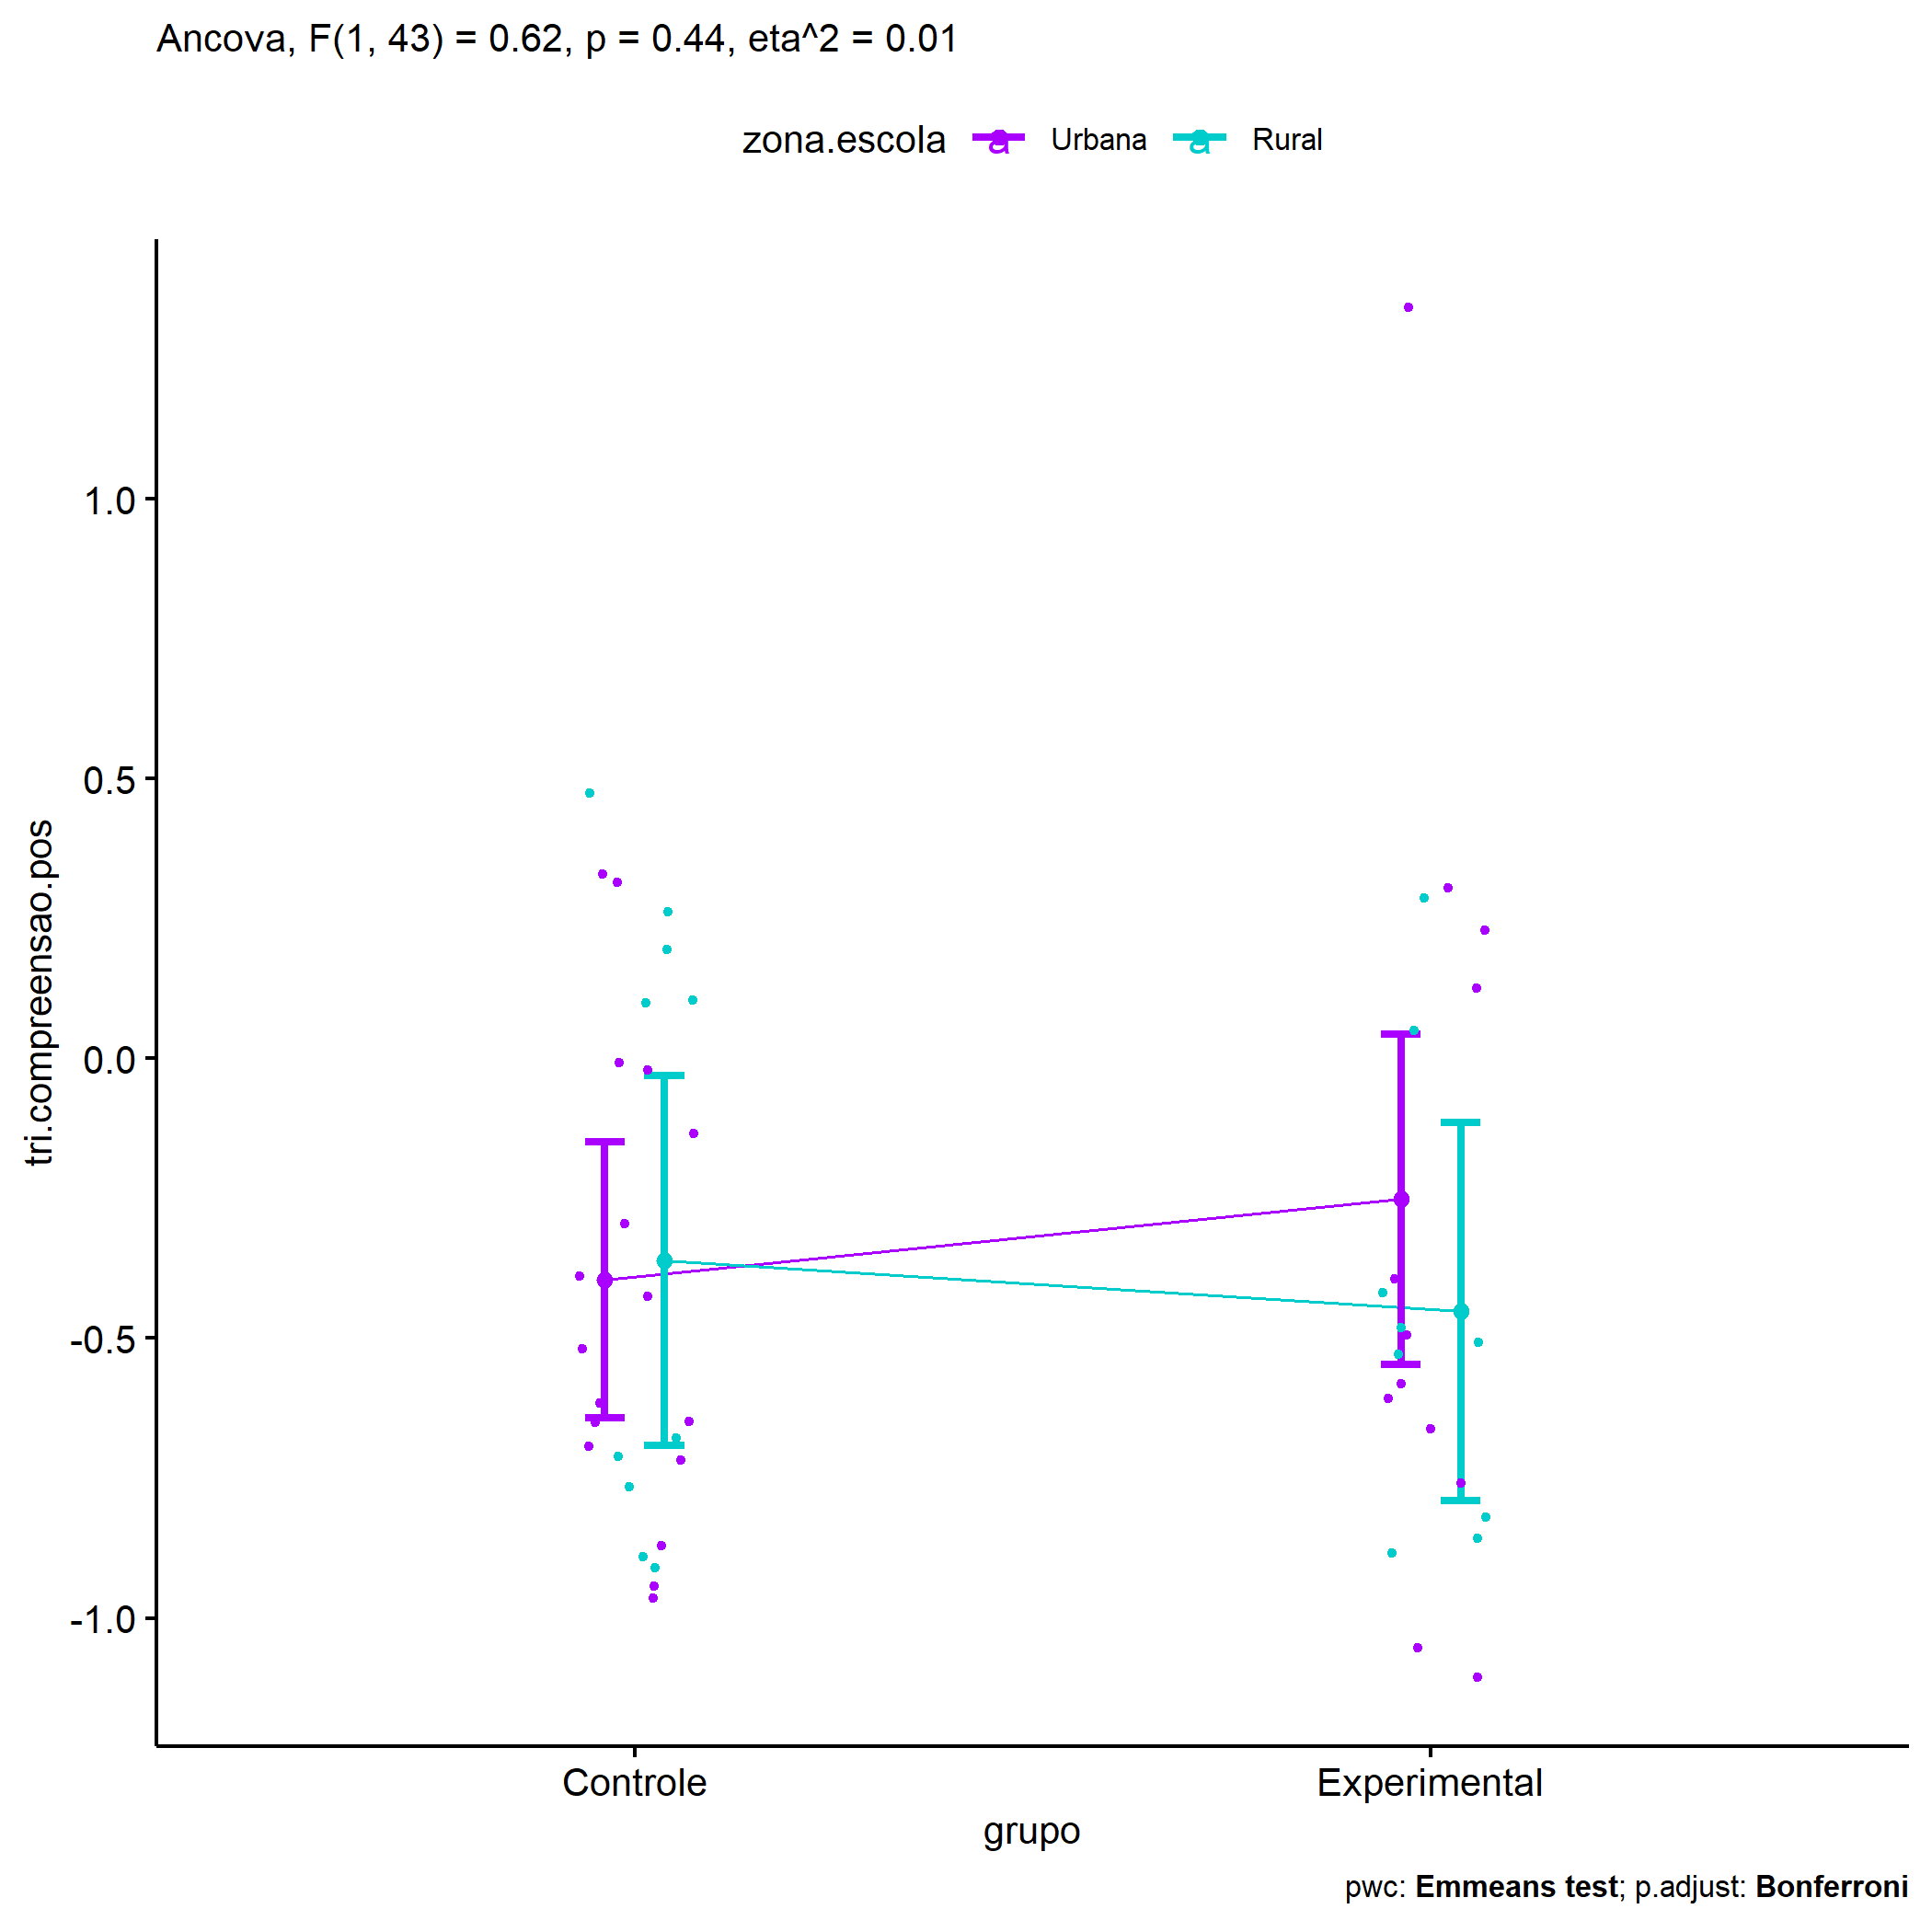 Ancova, F(1, 43) = 0.62, p = 0.44, eta^2 = 0.01
zona.escola a Urbana a Rural
1.0
0.5
0.0
-0.5
-1.0
tri.compreensao.pos
Controle Experimental
grupo
pwc: Emmeans test; p.adjust: Bonferroni